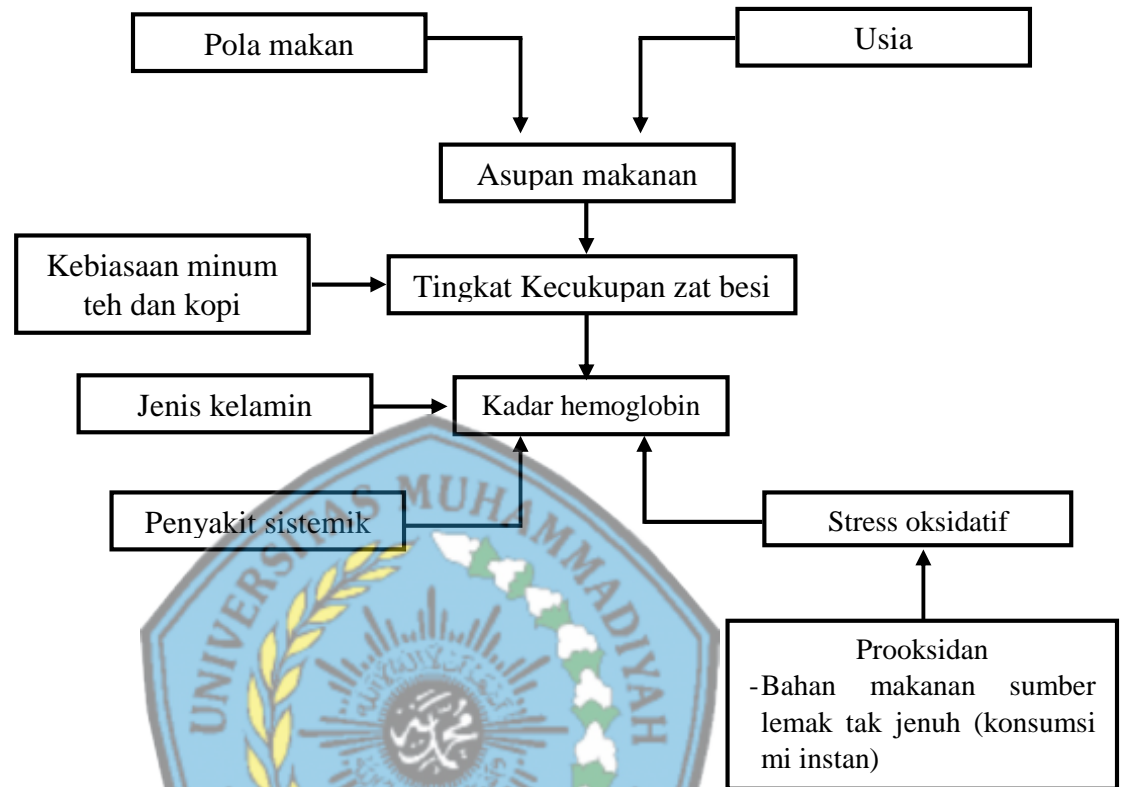 Pola makan
Usia
Asupan makanan
Kebiasaan minum
teh dan kopi
Tingkat Kecukupan zat besi
Jenis kelamin
Kadar hemoglobin
Penyakit sistemik
Stress oksidatif
Prooksidan
-Bahan makanan sumber
lemak tak jenuh (konsumsi
mi instan)
UNIVERSITAS MUHAMMADIYAH